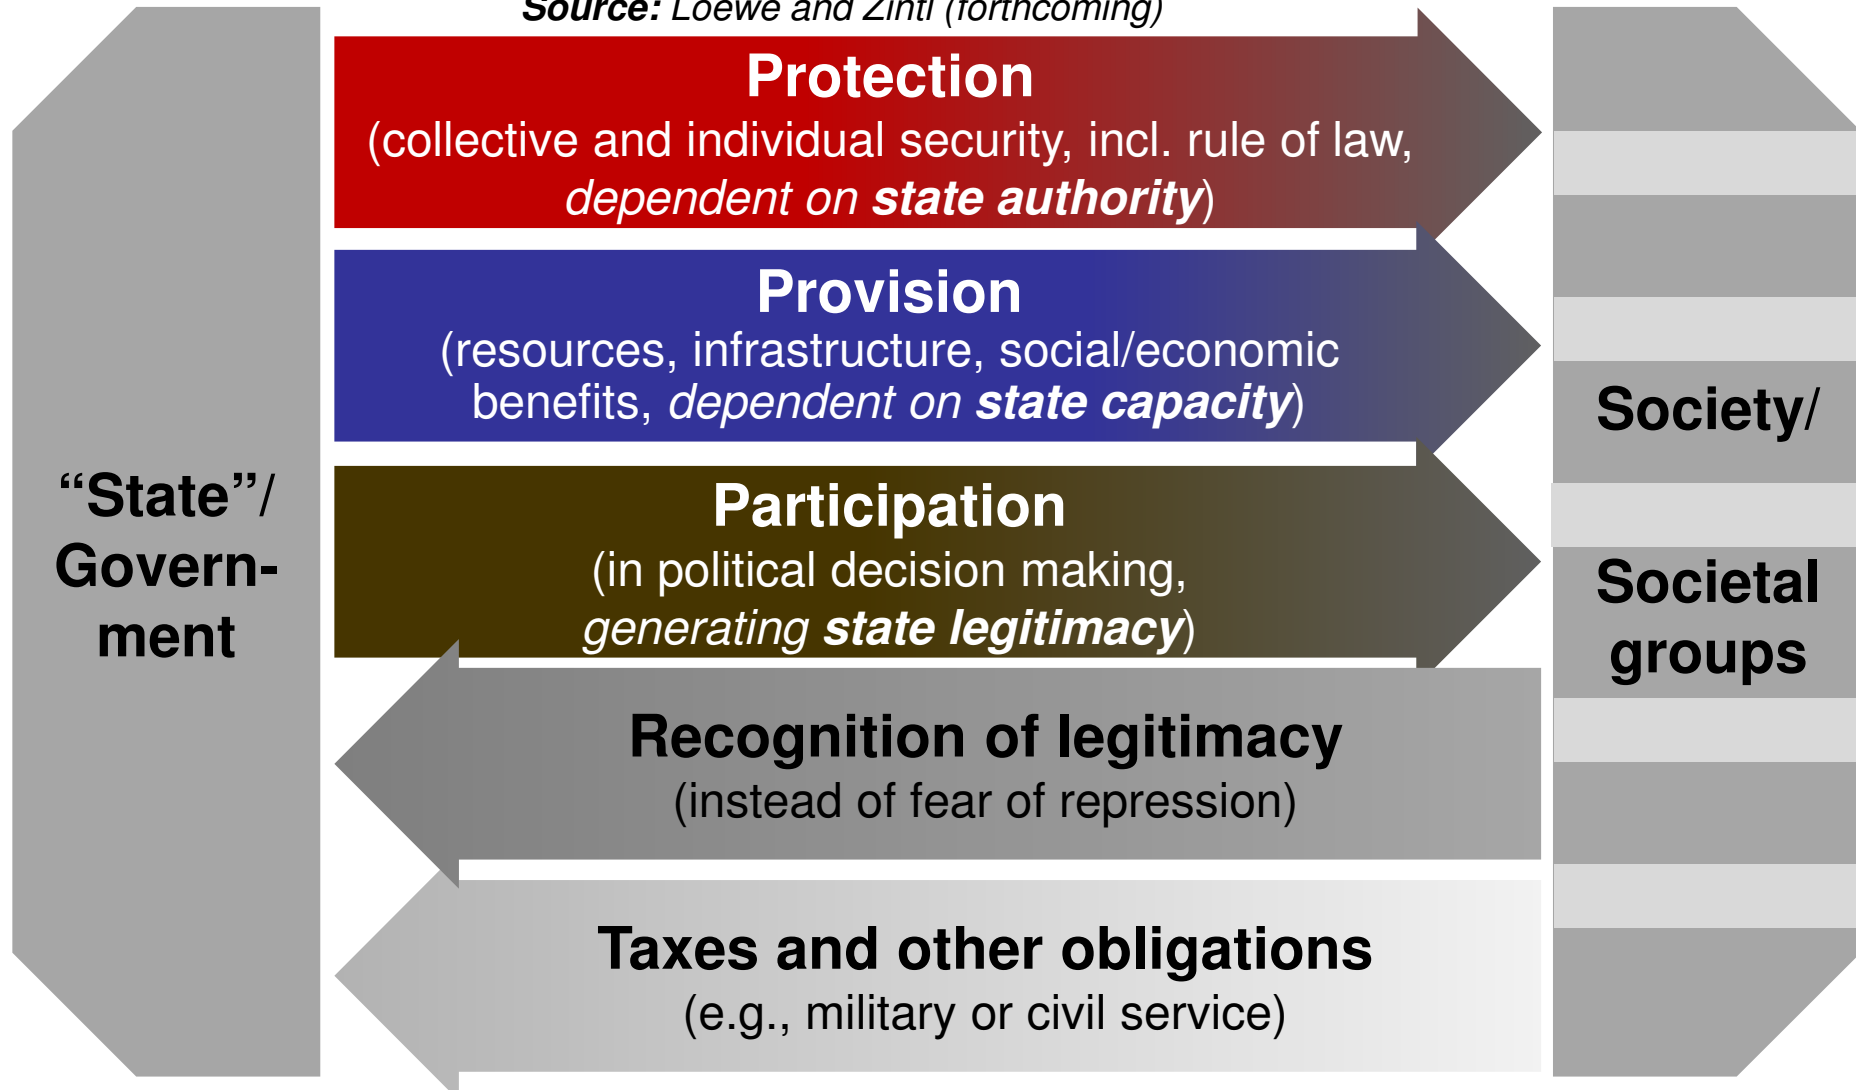 Source: Loewe and Zintl (forthcoming)
Protection
(collective and individual security, incl. rule of law,
dependent on state authority)
Provision
(resources, infrastructure, social/economic
benefits, dependent on state capacity)
Participation
(in political decision making,
generating state legitimacy)
Recognition of legitimacy
(instead of fear of repression)
Taxes and other obligations
(e.g., military or civil service)
“State”/
Govern-
ment
Society/
Societal
groups